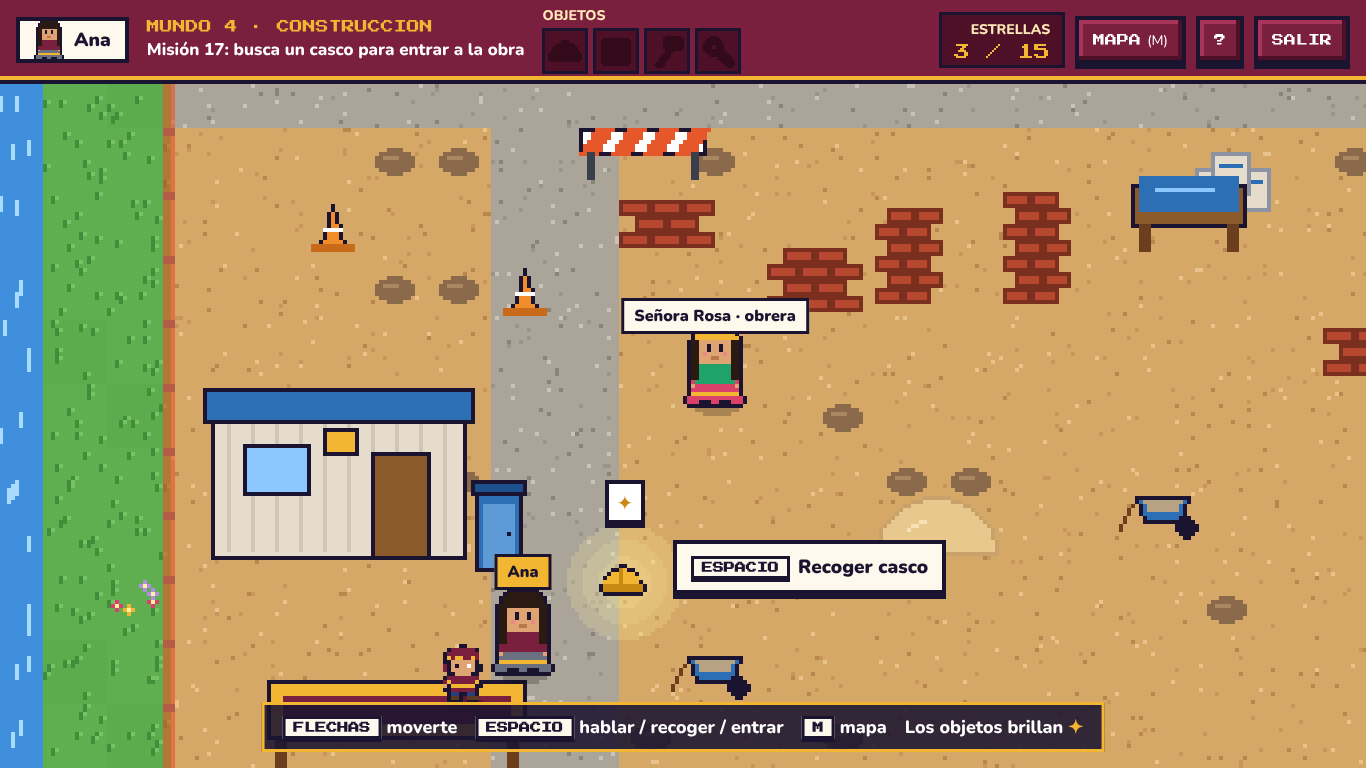 Ana
MUNDO 4 · CONSTRUCCION
Misión 17: busca un casco para entrar a la obra
OBJETOS
ESTRELLAS
3 / 15
MAPA (M)
?
SALIR
Señora Rosa · obrera
ESPACIO Recoger casco
Ana
FLECHAS moverte ESPACIO hablar / recoger / entrar M mapa Los objetos brillan ✦